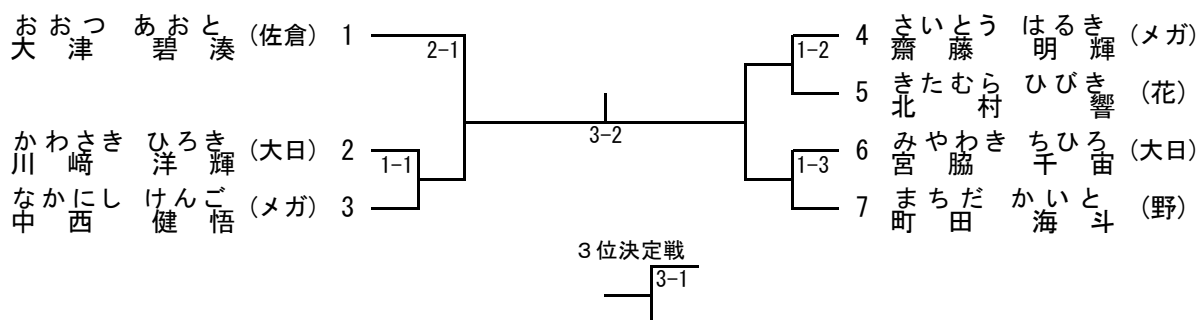 おおつ あおと
大津 碧湊 (佐倉) 1
2-1
かわさき ひろき
川﨑 洋輝 (大日) 2
1-1
なかにし けんご
中西 健悟 (メガ) 3
3-2
さいとう はるき
4 齋藤 明輝 (メガ)
1-2
きたむら ひびき
5 北村 響 (花)
みやわき ちひろ
6 宮脇 千宙 (大日)
1-3
まちだ かいと
7 町田 海斗 (野)
3位決定戦
3-1